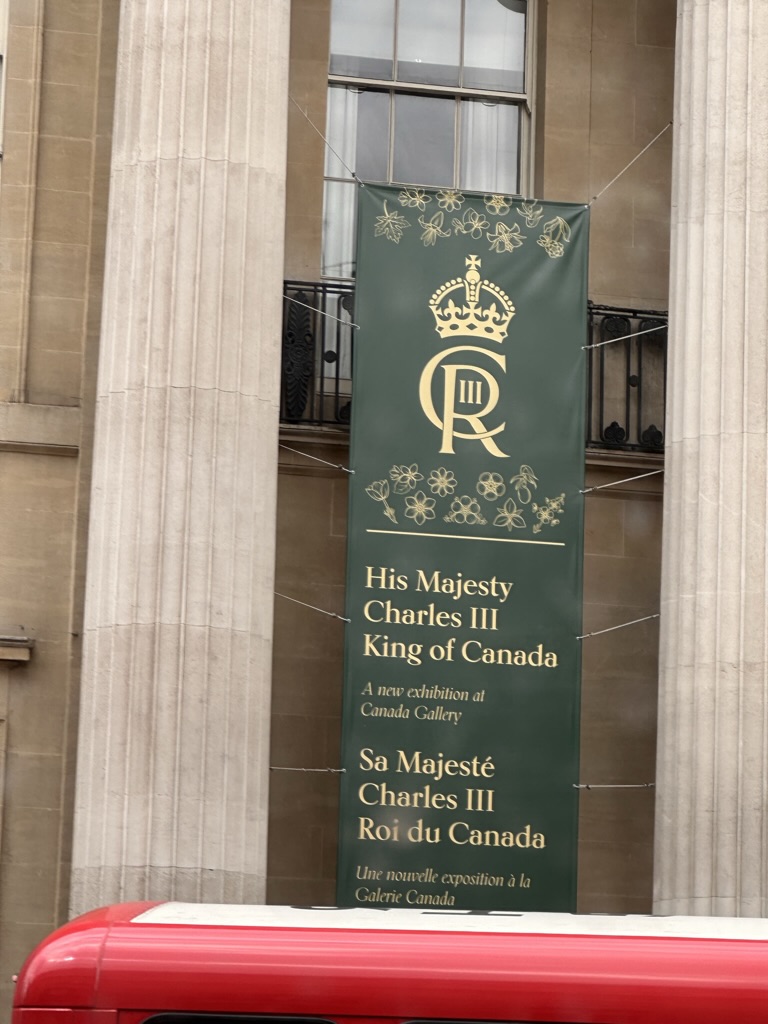 CR III
His Majesty
Charles III
King of Canada
A new exhibition at
Canada Gallery
Sa Majesté
Charles III
Roi du Canada
Une nouvelle exposition à la
Galerie Canada